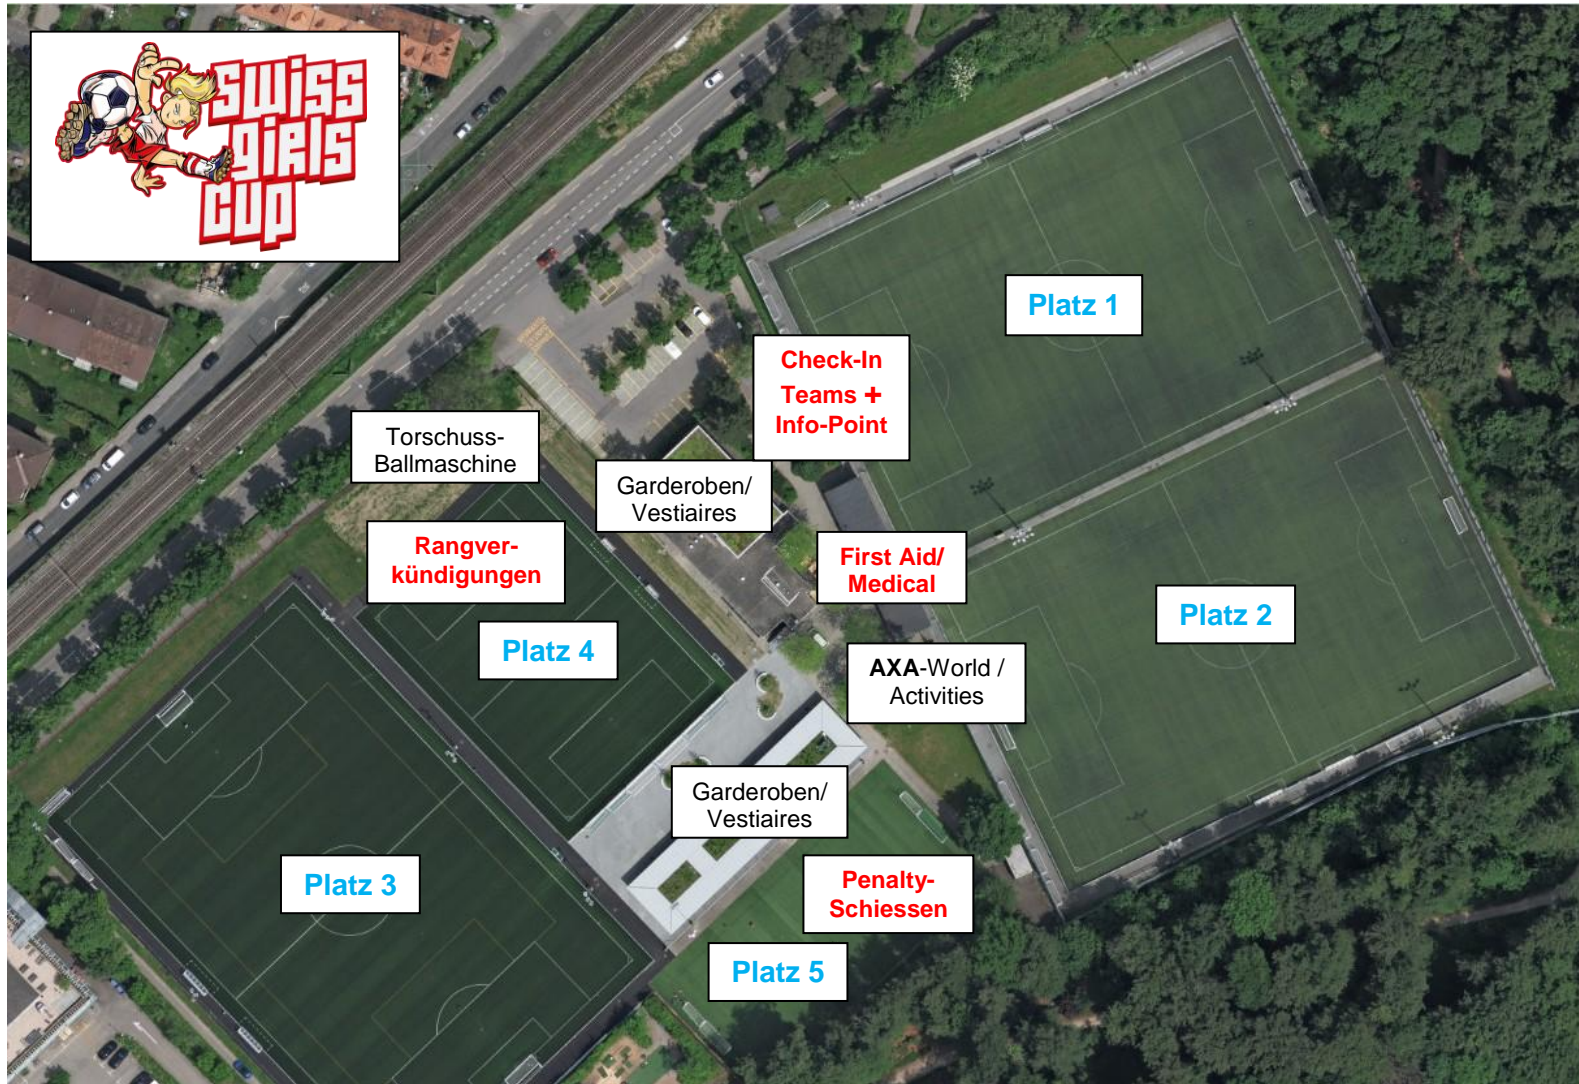 SWISS
GIRLS
CUP
Platz 1
Check-In
Teams +
Info-Point
Torschuss-
Ballmaschine
Garderoben/
Vestiaires
Rangver-
kündigungen
First Aid/
Medical
Platz 2
Platz 4
AXA-World /
Activities
Garderoben/
Vestiaires
Platz 3
Penalty-
Schiessen
Platz 5